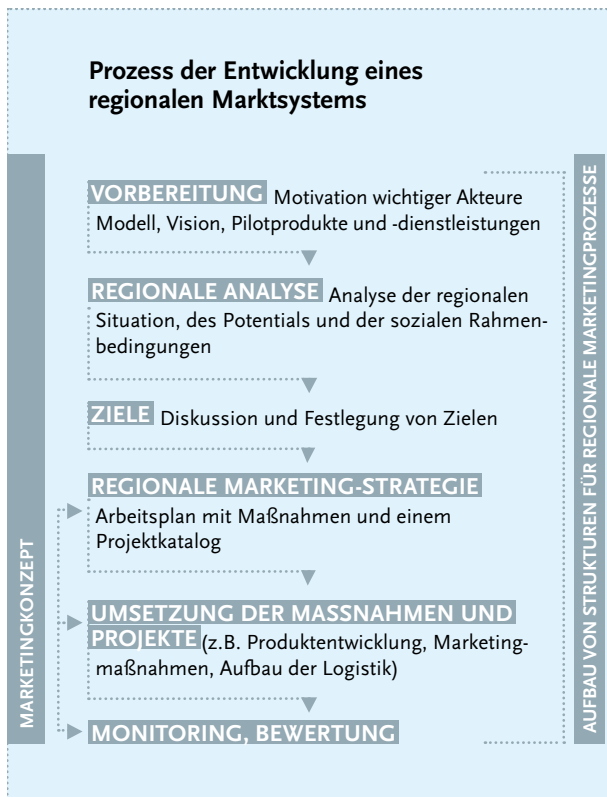 Prozess der Entwicklung eines
regionalen Marktsystems
VORBEREITUNG Motivation wichtiger Akteure
Modell, Vision, Pilotprodukte und -dienstleistungen
REGIONALE ANALYSE Analyse der regionalen
Situation, des Potentials und der sozialen Rahmen-
bedingungen
ZIELE Diskussion und Festlegung von Zielen
REGIONALE MARKETING-STRATEGIE
Arbeitsplan mit Maßnahmen und einem
Projektkatalog
UMSETZUNG DER MASSNAHMEN UND
PROJEKTE (z.B. Produktentwicklung, Marketing-
maßnahmen, Aufbau der Logistik)
MONITORING, BEWERTUNG
MARKETINGKONZEPT
AUFBAU VON STRUKTUREN FÜR REGIONALE MARKETINGPROZESSE